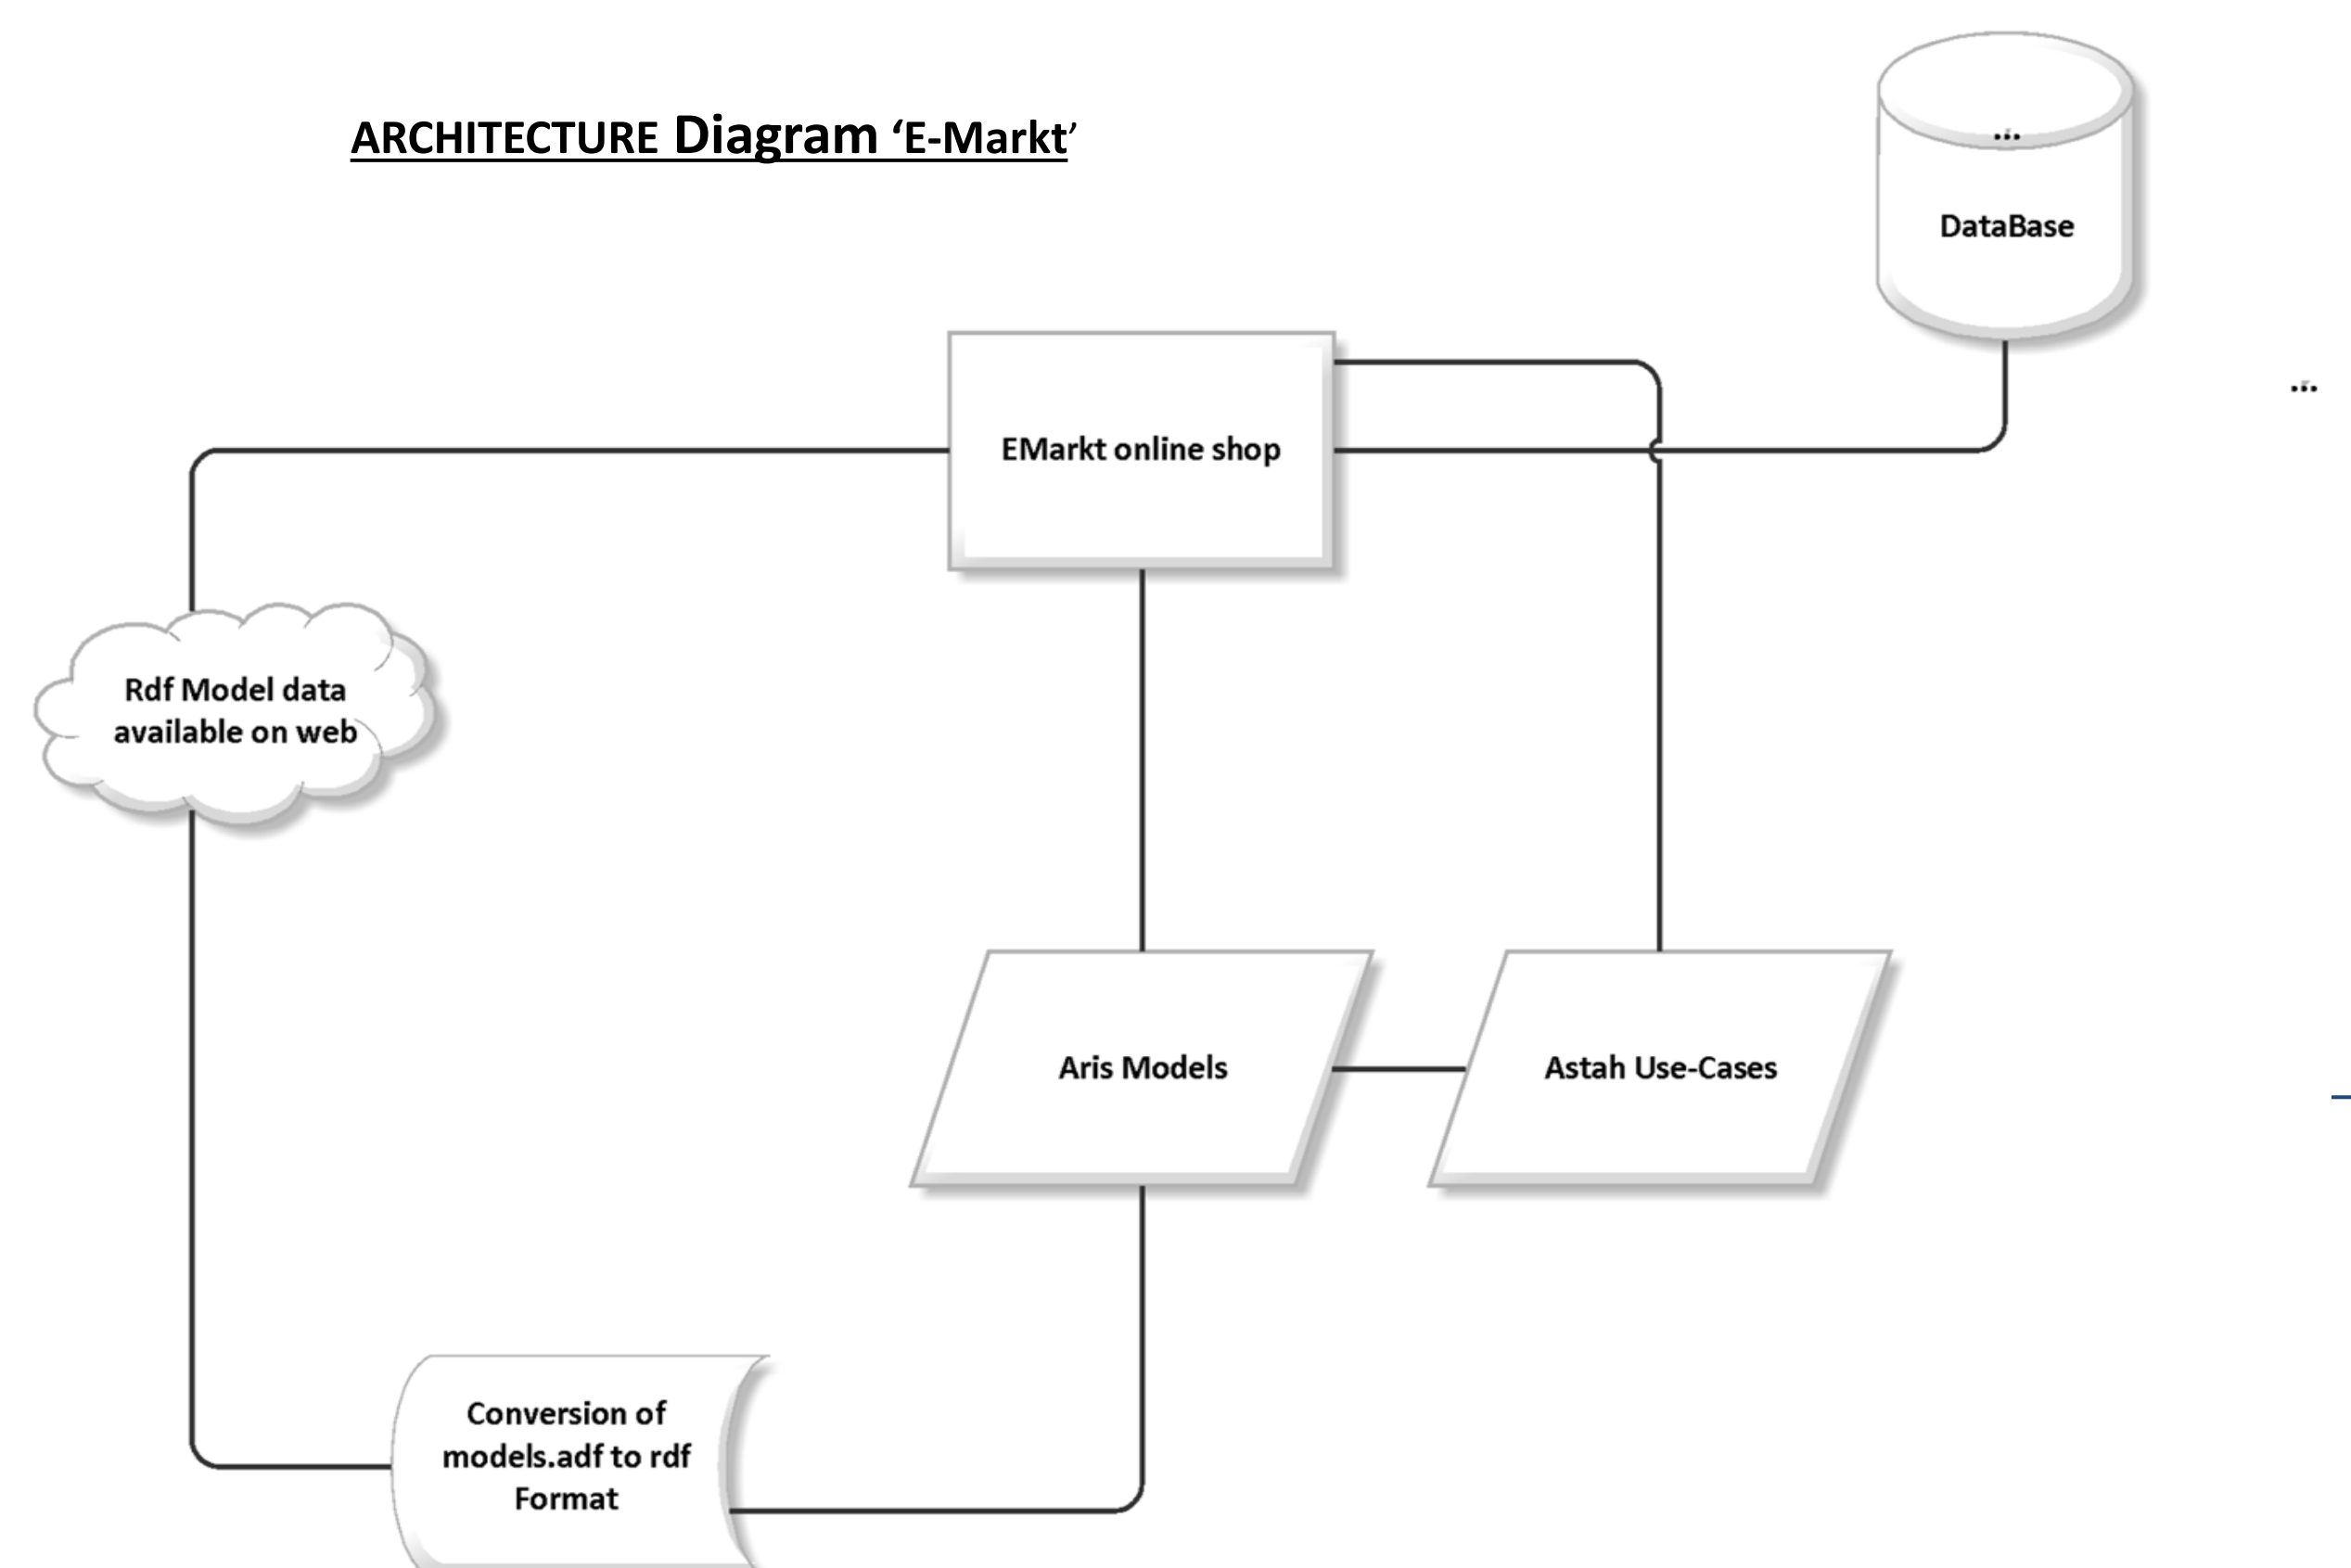 ARCHITECTURE Diagram ‘E-Markt’
...
DataBase
...
EMarkt online shop
Rdf Model data
available on web
Aris Models
Astah Use-Cases
Conversion of
models.adf to rdf
Format